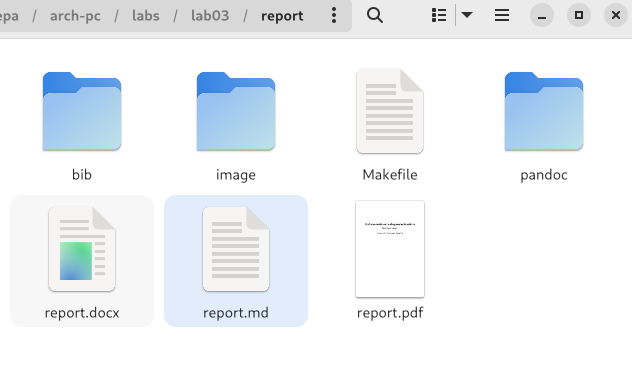 epa / arch-pc / labs / lab03 / report
bib
image
Makefile
pandoc
report.docx
report.md
report.pdf